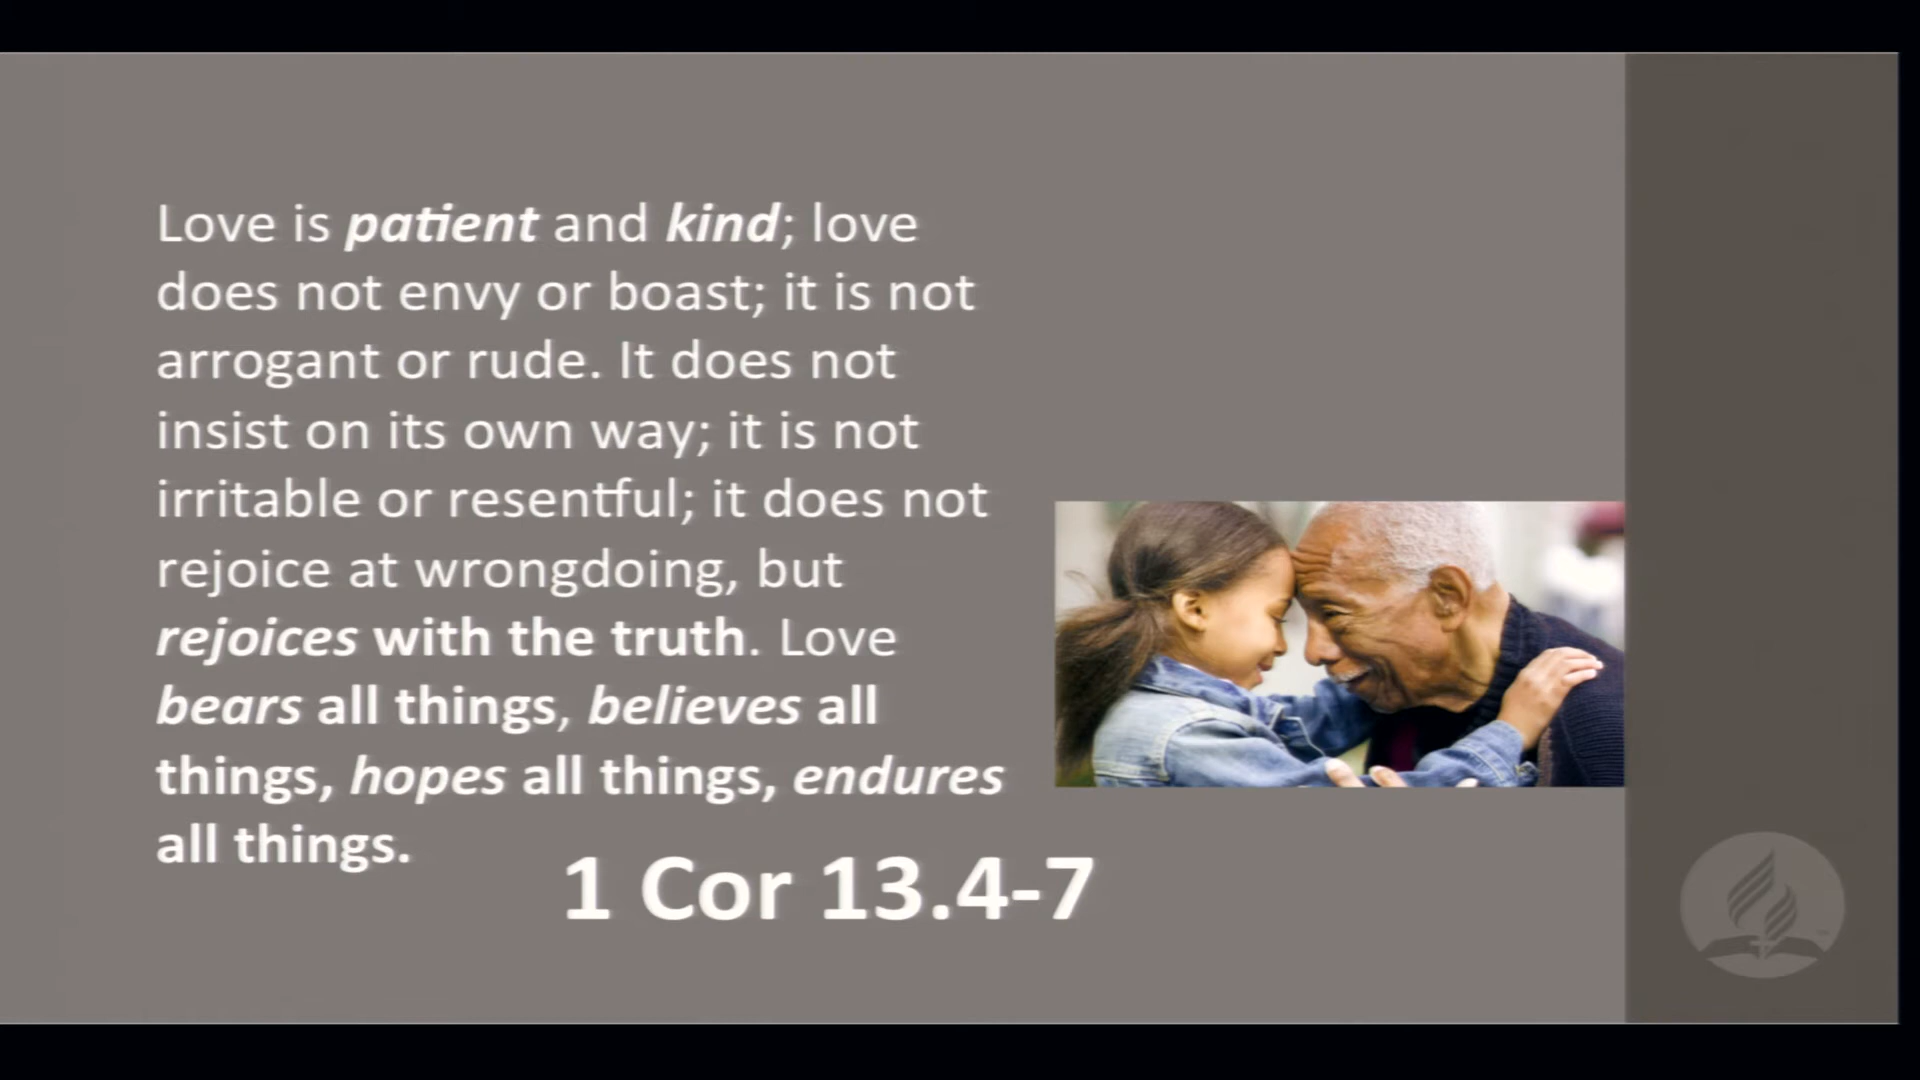 Love is patient and kind; love
does not envy or boast; it is not
arrogant or rude. It does not
insist on its own way; it is not
irritable or resentful; it does not
rejoice at wrongdoing, but
rejoices with the truth. Love
bears all things, believes all
things, hopes all things, endures
all things.
1 Cor 13.4-7